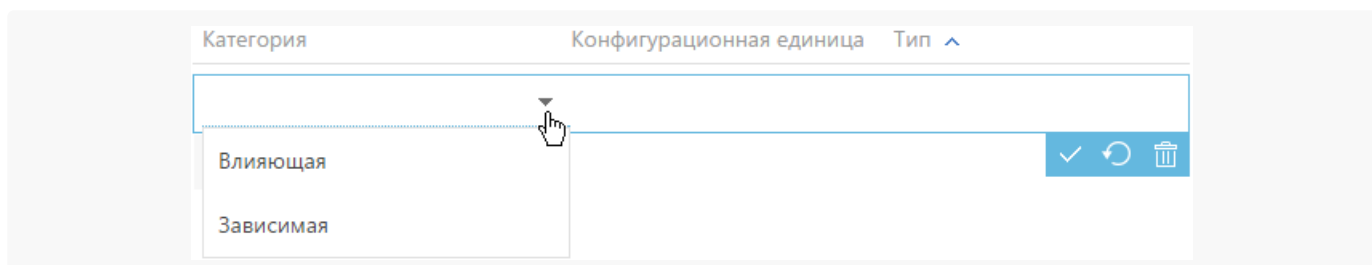 Категория Конфигурационная единица Тип
Влияющая
Зависимая